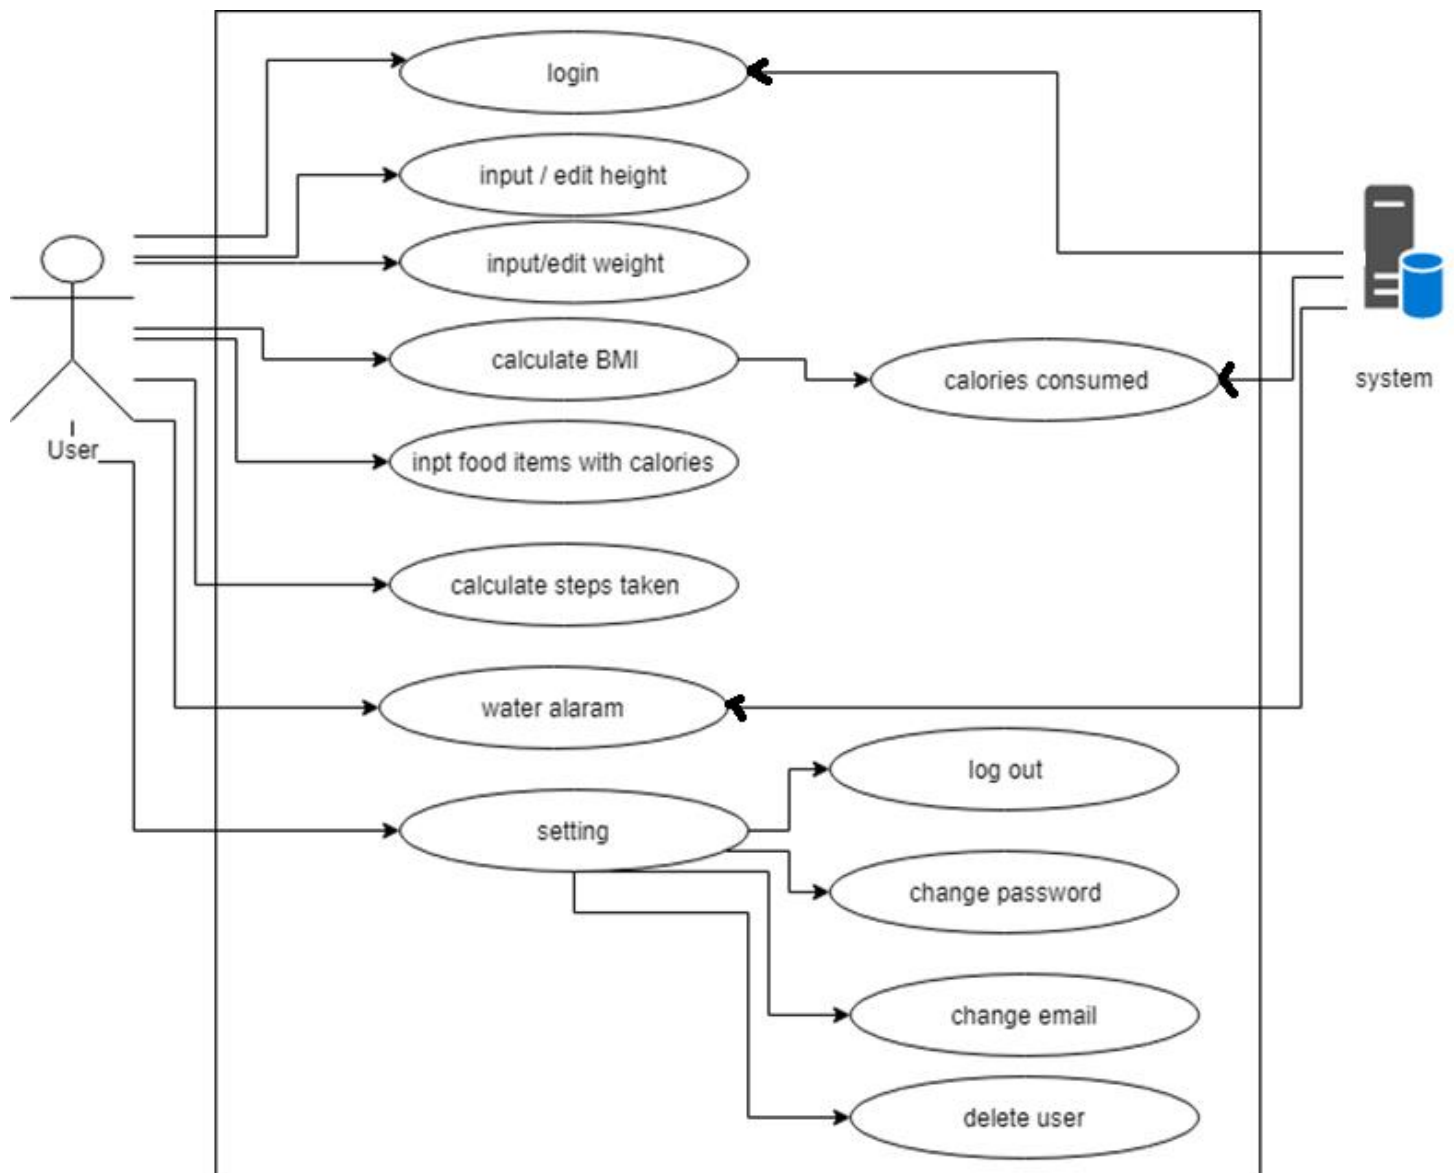 login
input / edit height
input/edit weight
calculate BMI
calories consumed
system
User
inpt food items with calories
calculate steps taken
water alaram
log out
setting
change password
change email
delete user